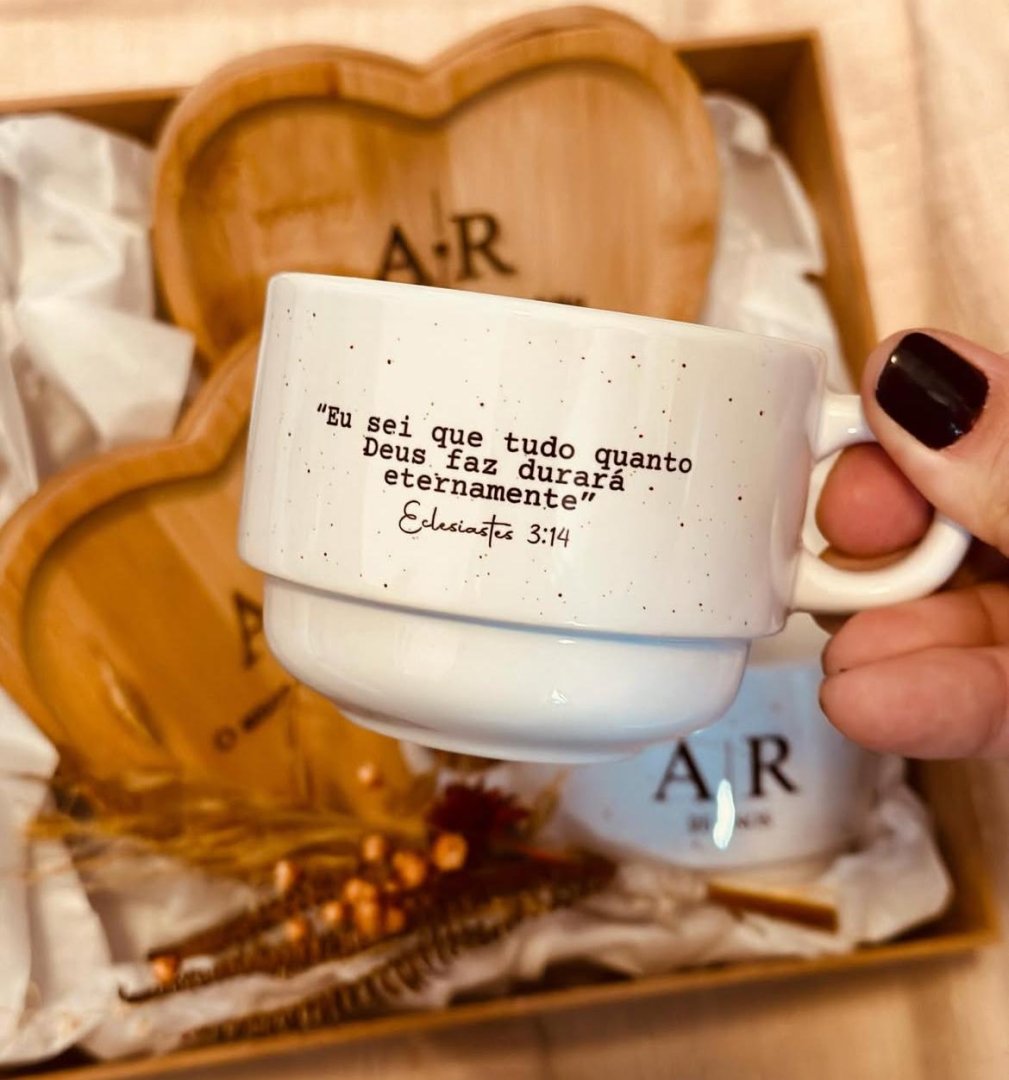 A·R
“Eu sei que tudo quanto
Deus faz durará
eternamente”
Eclesiastes 3:14
A
A|R